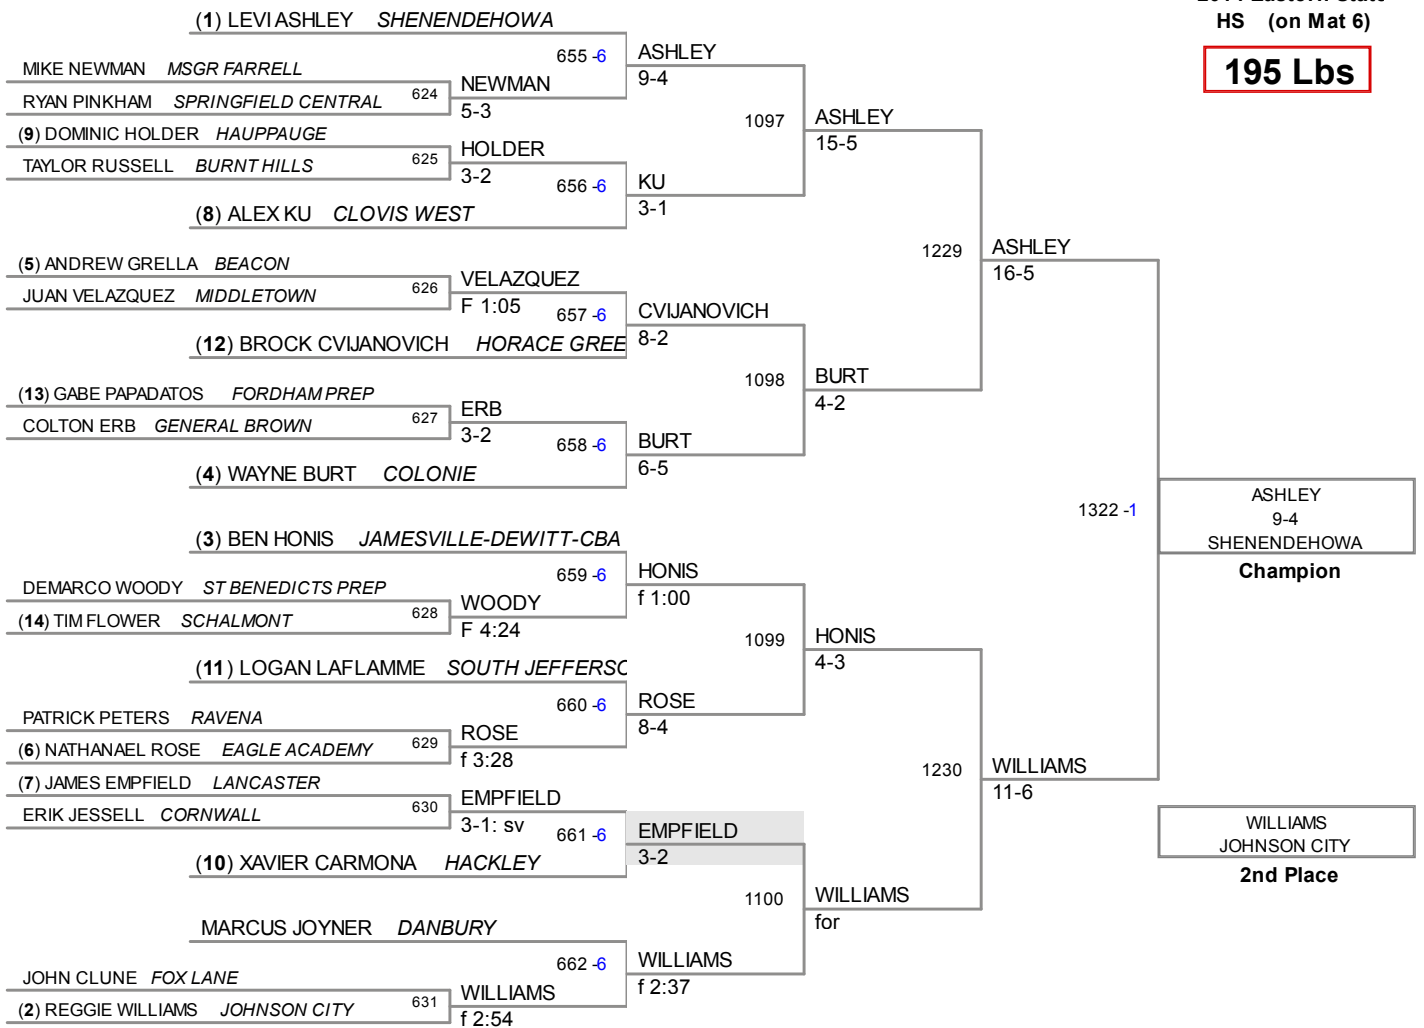 HS (on Mat 6)
195 Lbs
(1) LEVI ASHLEY SHENENDEHOWA
655 -6
ASHLEY
9-4
MIKE NEWMAN MSGR FARRELL
624
NEWMAN
5-3
RYAN PINKHAM SPRINGFIELD CENTRAL
1097
ASHLEY
15-5
(9) DOMINIC HOLDER HAUPPAUGE
625
HOLDER
3-2
TAYLOR RUSSELL BURNT HILLS
656 -6
KU
3-1
(8) ALEX KU CLOVIS WEST
1229
ASHLEY
16-5
(5) ANDREW GRELLA BEACON
626
VELAZQUEZ
F 1:05
JUAN VELAZQUEZ MIDDLETOWN
657 -6
CVIJANOVICH
8-2
(12) BROCK CVIJANOVICH HORACE GREE
1098
BURT
4-2
(13) GABE PAPADATOS FORDHAM PREP
627
ERB
3-2
COLTON ERB GENERAL BROWN
658 -6
BURT
6-5
(4) WAYNE BURT COLONIE
1322 -1
ASHLEY
9-4
SHENENDEHOWA
Champion
(3) BEN HONIS JAMESVILLE-DEWITT-CBA
659 -6
HONIS
f 1:00
DEMARCO WOODY ST BENEDICTS PREP
628
WOODY
F 4:24
(14) TIM FLOWER SCHALMONT
1099
HONIS
4-3
(11) LOGAN LAFLAMME SOUTH JEFFERSO
660 -6
ROSE
8-4
PATRICK PETERS RAVENA
629
ROSE
f 3:28
(6) NATHANAEL ROSE EAGLE ACADEMY
1230
WILLIAMS
11-6
(7) JAMES EMPFIELD LANCASTER
630
EMPFIELD
3-1: sv
ERIK JESSELL CORNWALL
661 -6
EMPFIELD
3-2
(10) XAVIER CARMONA HACKLEY
1100
WILLIAMS
for
MARCUS JOYNER DANBURY
662 -6
WILLIAMS
f 2:37
JOHN CLUNE FOX LANE
631
WILLIAMS
f 2:54
(2) REGGIE WILLIAMS JOHNSON CITY
WILLIAMS
JOHNSON CITY
2nd Place